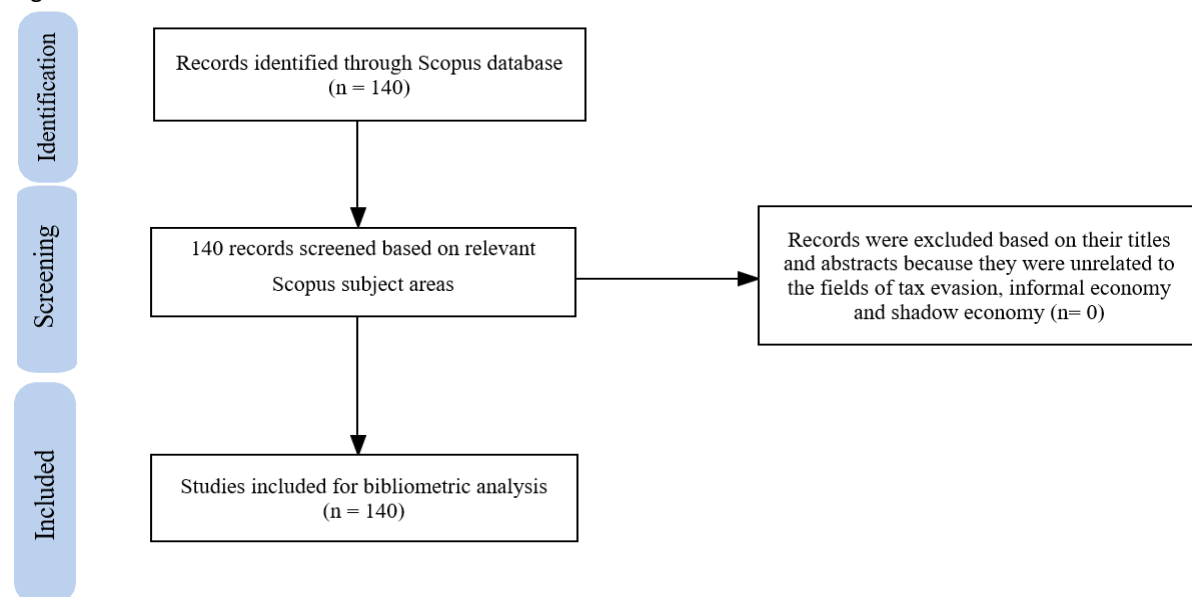 Identification
Records identified through Scopus database
(n = 140)
Screening
140 records screened based on relevant
Scopus subject areas
Records were excluded based on their titles
and abstracts because they were unrelated to
the fields of tax evasion, informal economy
and shadow economy (n= 0)
Included
Studies included for bibliometric analysis
(n = 140)